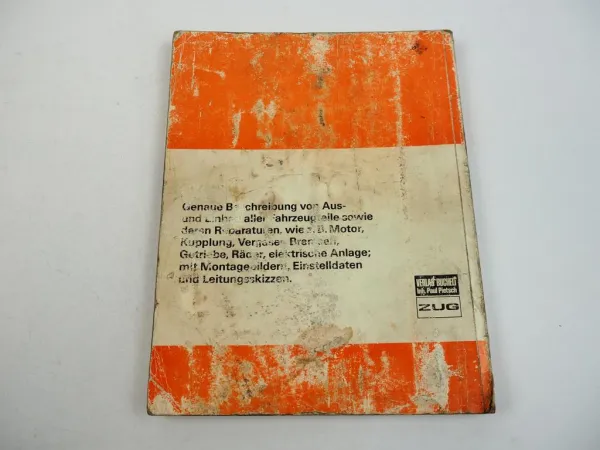 Genaue Beschreibung von Aus-
und Einbau aller Fahrzeugteile sowie
deren Reparaturen, wie z. B. Motor,
Kupplung, Vergaser, Bremsen,
Getriebe, Räder, elektrische Anlage;
mit Montagebildern, Einstelldaten
und Leitungsskizzen.
VERLAG BUCHEIT
Inh. Paul Pietsch
ZUG